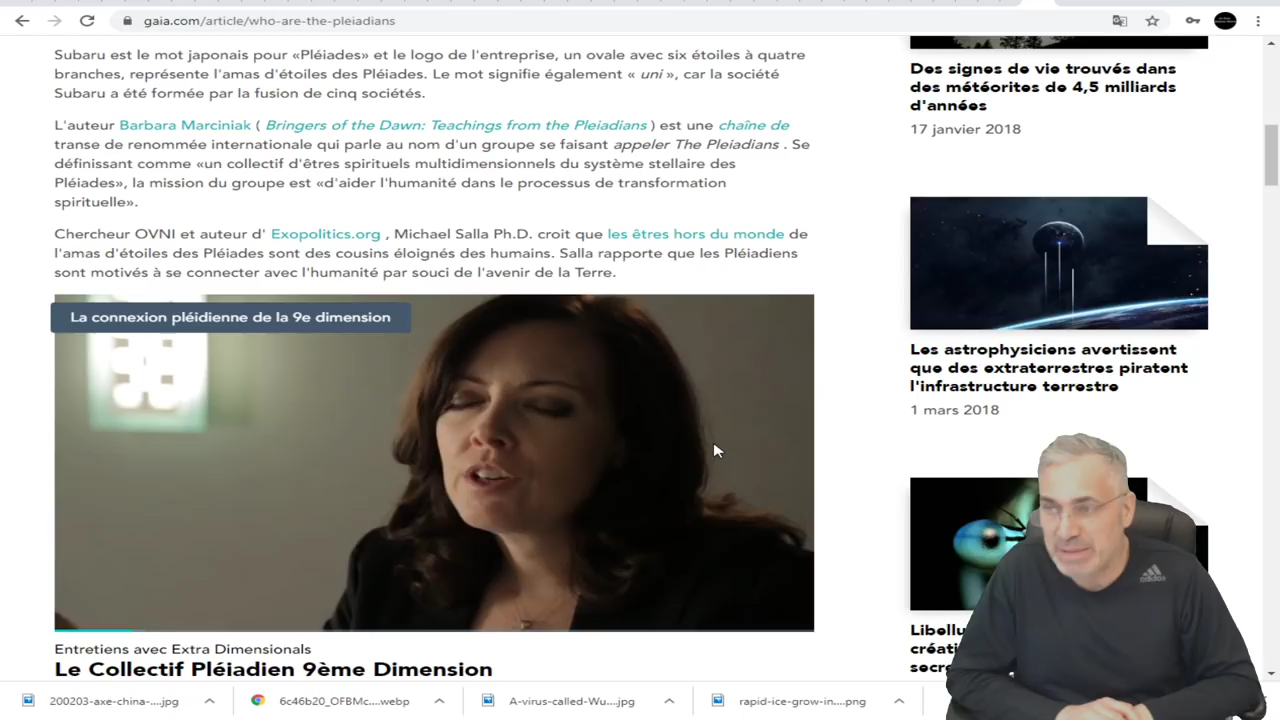 gaia.com/article/who-are-the-pleiadians
Subaru est le mot japonais pour «Pléiades» et le logo de l'entreprise, un ovale avec six étoiles à quatre
branches, représente l'amas d'étoiles des Pléiades. Le mot signifie également « uni », car la société
Subaru a été formée par la fusion de cinq sociétés.
L'auteur Barbara Marciniak ( Bringers of the Dawn: Teachings from the Pleiadians ) est une chaîne de
transe de renommée internationale qui parle au nom d'un groupe se faisant appeler The Pleiadians . Se
définissant comme «un collectif d'êtres spirituels multidimensionnels du système stellaire des
Pléiades», la mission du groupe est «d'aider l'humanité dans le processus de transformation
spirituelle».
Chercheur OVNI et auteur d' Exopolitics.org , Michael Salla Ph.D. croit que les êtres hors du monde de
l'amas d'étoiles des Pléiades sont des cousins éloignés des humains. Salla rapporte que les Pléiadiens
sont motivés à se connecter avec l'humanité par souci de l'avenir de la Terre.
La connexion pléidienne de la 9e dimension
Entretiens avec Extra Dimensionals
Le Collectif Pléiadien 9ème Dimension
Des signes de vie trouvés dans
des météorites de 4,5 milliards
d'années
17 janvier 2018
Les astrophysiciens avertissent
que des extraterrestres piratent
l'infrastructure terrestre
1 mars 2018
adidas
200203-axe-china-....jpg
6c46b20_OFBMc....webp
A-virus-called-Wu....jpg
rapid-ice-grow-in....png